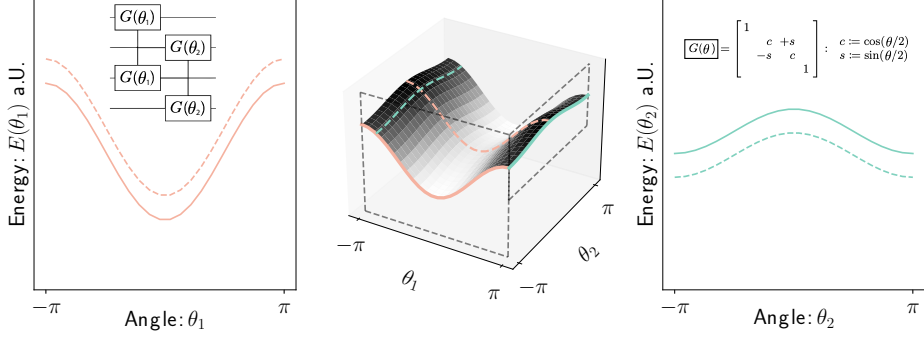 Energy: E(θ₁) a.U.
G(θ₁)
G(θ₂)
G(θ₁)
G(θ₂)
−π
π
Angle: θ₁
−π
θ₁
π
−π
θ₂
π
Energy: E(θ₂) a.U.
G(θ) = [ 1
c +s
−s c
1 ] :
c := cos(θ/2)
s := sin(θ/2)
−π
π
Angle: θ₂